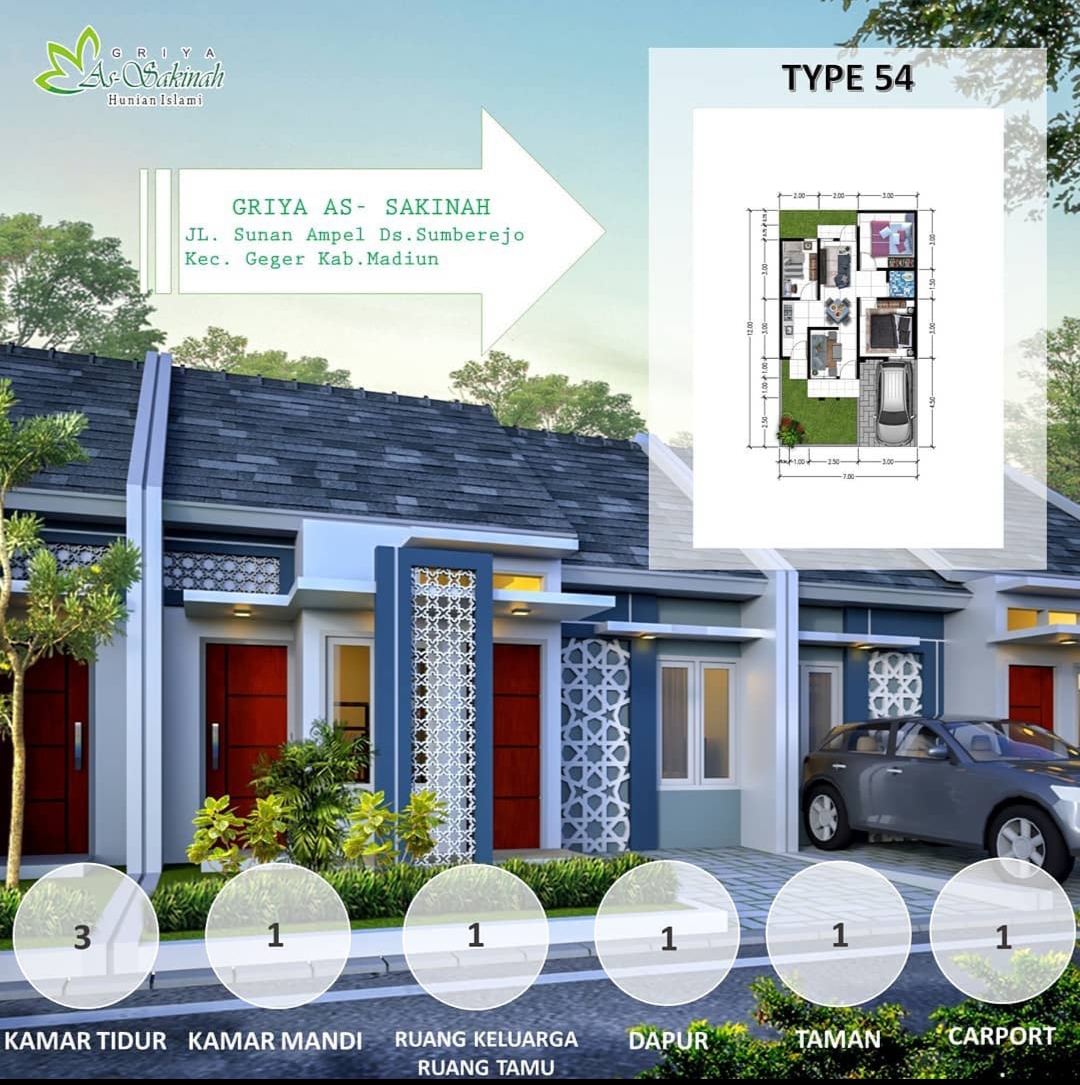 GRIYA
As-Sakinah
Hunian Islami
TYPE 54
GRIYA AS- SAKINAH
JL. Sunan Ampel Ds.Sumberejo
Kec. Geger Kab.Madiun
2.00 2.00 3.00
3.00
1.50
3.00
4.50
3.00
3.00
1.00
1.00
2.50
12.00
1.00 2.50 3.00
7.00
3 1 1 1 1 1
KAMAR TIDUR KAMAR MANDI RUANG KELUARGA DAPUR TAMAN CARPORT
RUANG TAMU